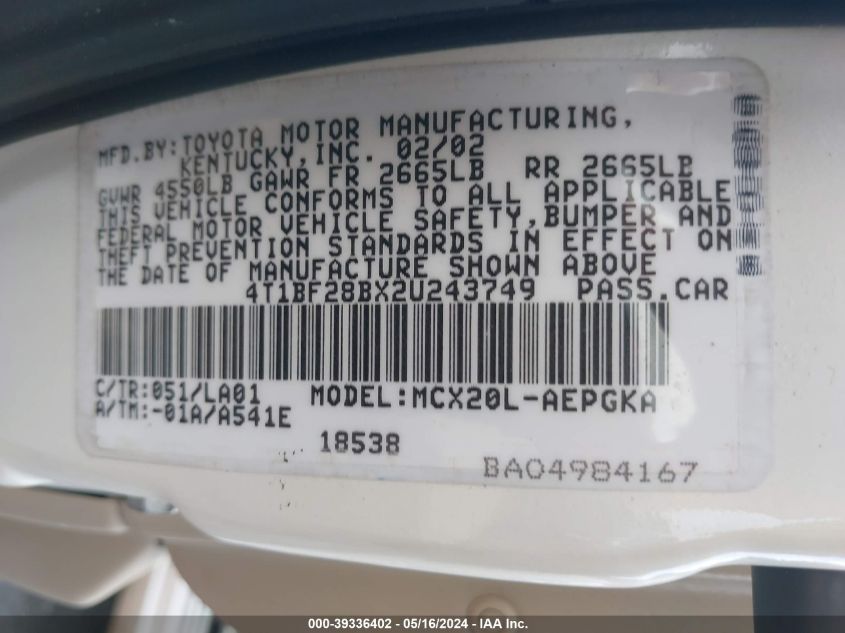 MFD.BY:TOYOTA MOTOR MANUFACTURING,
KENTUCKY,INC. 02/02
GVWR 4550LB GAWR FR 2665LB RR 2665LB
THIS VEHICLE CONFORMS TO ALL APPLICABLE
FEDERAL MOTOR VEHICLE SAFETY,BUMPER AND
THEFT PREVENTION STANDARDS IN EFFECT ON
THE DATE OF MANUFACTURE SHOWN ABOVE
4T1BF28BX2U243749 PASS.CAR
C/TR:051/LA01 MODEL:MCX20L-AEPGKA
A/TM:-01A/A541E
18538
BA04984167
000-39336402 - 05/16/2024 - IAA Inc.